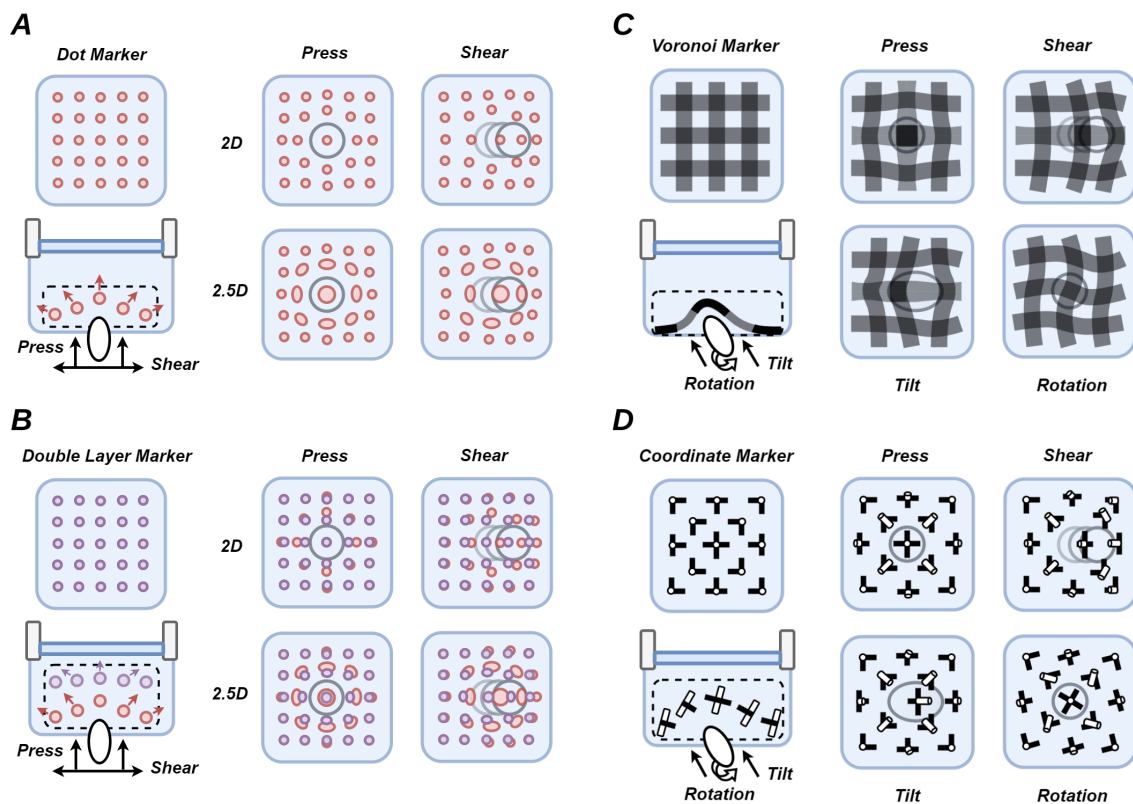 A
Dot Marker
Press
Shear
2D
2.5D
Press
Shear
B
Double Layer Marker
Press
Shear
2D
2.5D
Press
Shear
C
Voronoi Marker
Press
Shear
Tilt
Rotation
Tilt
Rotation
D
Coordinate Marker
Press
Shear
Tilt
Rotation
Tilt
Rotation